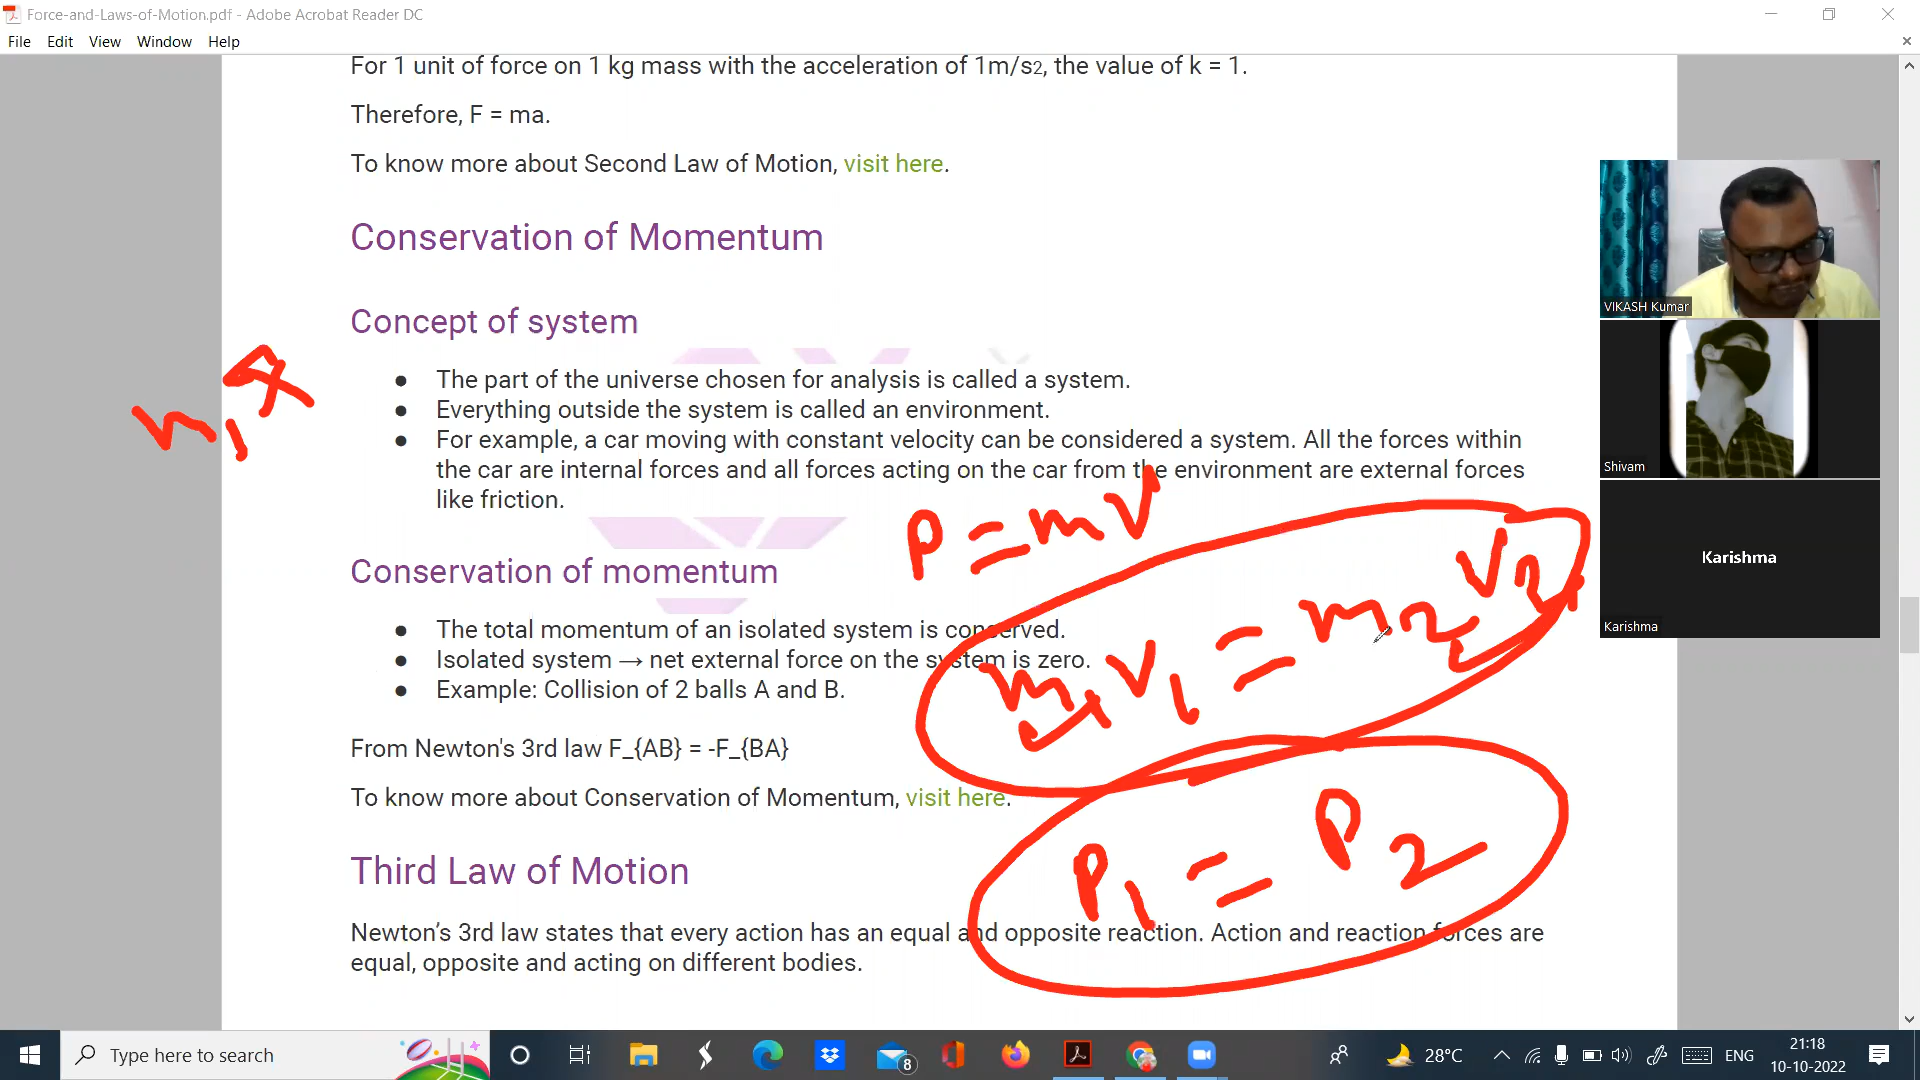 Force-and-Laws-of-Motion.pdf - Adobe Acrobat Reader DC
File Edit View Window Help
For 1 unit of force on 1 kg mass with the acceleration of 1m/s2, the value of k = 1.
Therefore, F = ma.
To know more about Second Law of Motion, visit here.
Conservation of Momentum
Concept of system
● The part of the universe chosen for analysis is called a system.
● Everything outside the system is called an environment.
● For example, a car moving with constant velocity can be considered a system. All the forces within
the car are internal forces and all forces acting on the car from the environment are external forces
like friction.
P = mV
Conservation of momentum
● The total momentum of an isolated system is conserved.
● Isolated system → net external force on the system is zero.
● Example: Collision of 2 balls A and B.
m1 V1 = m2 V2
From Newton's 3rd law F_{AB} = -F_{BA}
To know more about Conservation of Momentum, visit here.
P1 = P2
Third Law of Motion
Newton’s 3rd law states that every action has an equal and opposite reaction. Action and reaction forces are
equal, opposite and acting on different bodies.
VIKASH Kumar
Shivam
Karishma
Karishma
Type here to search
8
28°C
ENG
21:18
10-10-2022